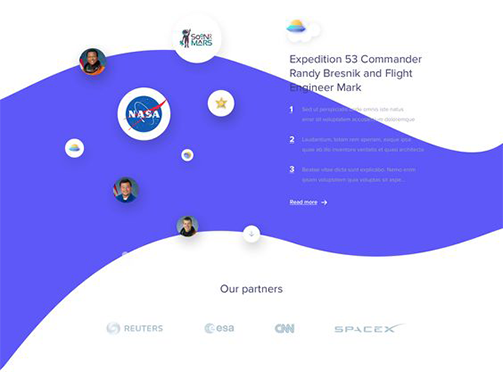 SOON
MARS
NASA
Expedition 53 Commander
Randy Bresnik and Flight
Engineer Mark
1 Sed ut perspiciatis unde omnis iste natus
error sit voluptatem accusantium doloremque
2 Laudantium, totam rem aperiam, eaque ipsa
quae ab illo inventore veritatis et quasi architecto
3 Beatae vitae dicta sunt explicabo. Nemo enim
ipsam voluptatem quia voluptas sit aspe...
Read more
Our partners
REUTERS
esa
CNN
SPACEX